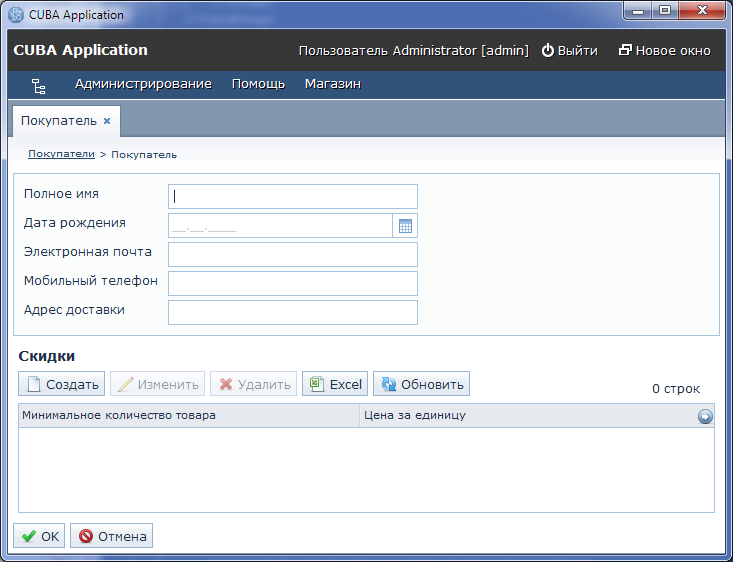 CUBA Application
CUBA Application Пользователь Administrator [admin] Выйти Новое окно
Администрирование Помощь Магазин
Покупатель
Покупатели > Покупатель
Полное имя
Дата рождения __.__.____
Электронная почта
Мобильный телефон
Адрес доставки
Скидки
Создать Изменить Удалить Excel Обновить 0 строк
Минимальное количество товара Цена за единицу
OK Отмена